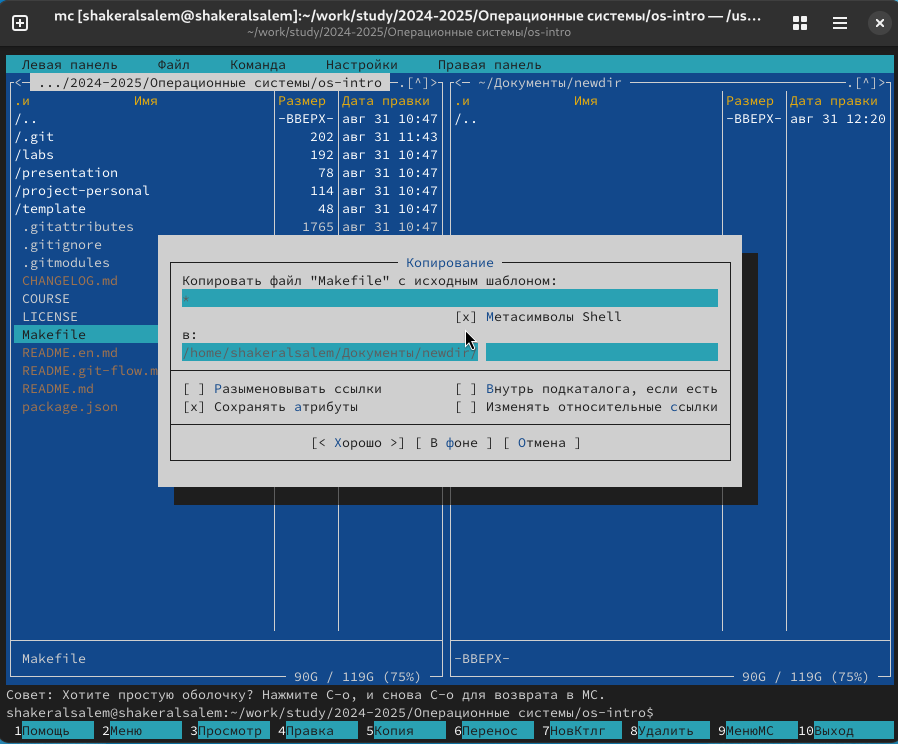 mc [shakeralsalem@shakeralsalem]:~/work/study/2024-2025/Операционные системы/os-intro — /us...
~/work/study/2024-2025/Операционные системы/os-intro
Левая панель Файл Команда Настройки Правая панель
<— .../2024-2025/Операционные системы/os-intro —.[^]> <— ~/Документы/newdir —.[^]>
.и Имя Размер Дата правки .и Имя Размер Дата правки
/.. -ВВЕРХ- авг 31 10:47 /.. -ВВЕРХ- авг 31 12:20
/.git 202 авг 31 11:43
/labs 192 авг 31 10:47
/presentation 78 авг 31 10:47
/project-personal 114 авг 31 10:47
/template 48 авг 31 10:47
.gitattributes 1765 авг 31 10:47
.gitignore
.gitmodules
CHANGELOG.md
COURSE
LICENSE
Makefile
README.en.md
README.git-flow.m
README.md
package.json
Копирование
Копировать файл "Makefile" с исходным шаблоном:
*
[x] Метасимволы Shell
в:
/home/shakeralsalem/Документы/newdir/
[ ] Разыменовывать ссылки [ ] Внутрь подкаталога, если есть
[x] Сохранять атрибуты [ ] Изменять относительные ссылки
[< Хорошо >] [ В фоне ] [ Отмена ]
Makefile -ВВЕРХ-
90G / 119G (75%) 90G / 119G (75%)
Совет: Хотите простую оболочку? Нажмите C-o, и снова C-o для возврата в MC.
shakeralsalem@shakeralsalem:~/work/study/2024-2025/Операционные системы/os-intro$
1Помощь 2Меню 3Просмотр 4Правка 5Копия 6Перенос 7НовКтлг 8Удалить 9МенюMC 10Выход